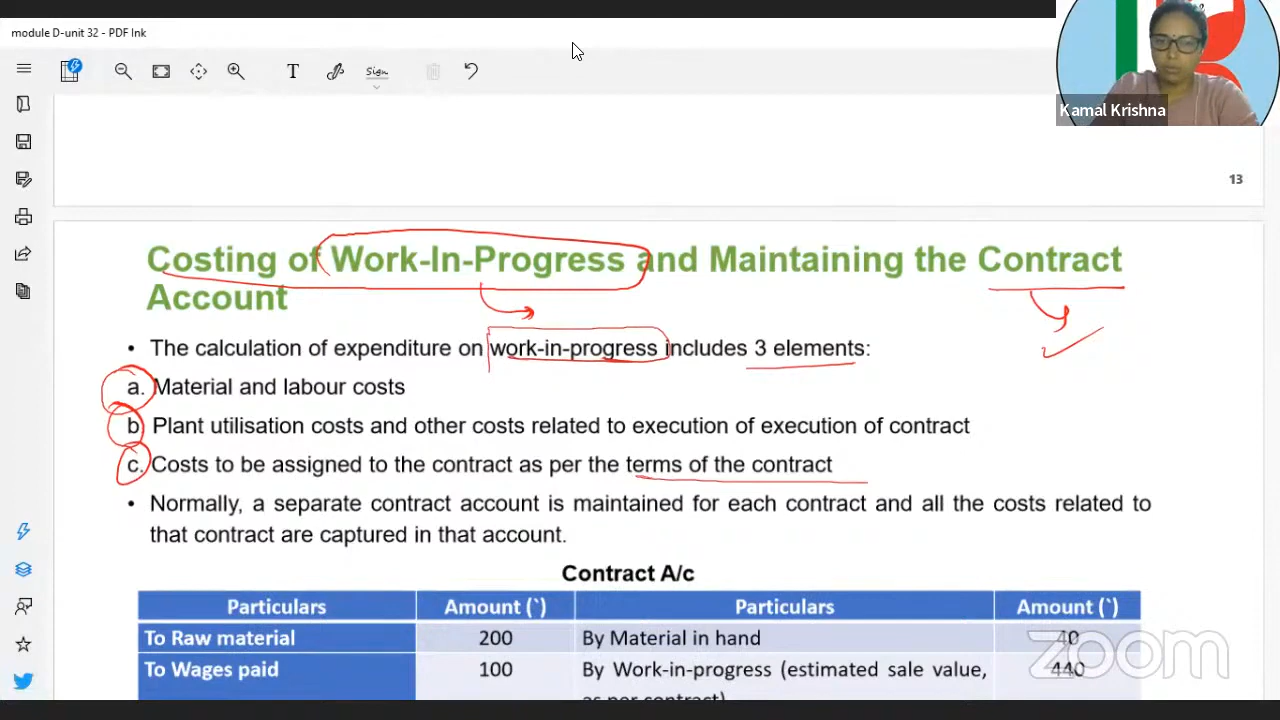 module D-unit 32 - PDF Ink
T
Sign
Kamal Krishna
13
Costing of Work-In-Progress and Maintaining the Contract
Account
• The calculation of expenditure on work-in-progress includes 3 elements:
a. Material and labour costs
b. Plant utilisation costs and other costs related to execution of execution of contract
c. Costs to be assigned to the contract as per the terms of the contract
• Normally, a separate contract account is maintained for each contract and all the costs related to
that contract are captured in that account.
Contract A/c
Particulars Amount (`) Particulars Amount (`)
To Raw material 200 By Material in hand 40
To Wages paid 100 By Work-in-progress (estimated sale value, 440
as per contract)
zoom